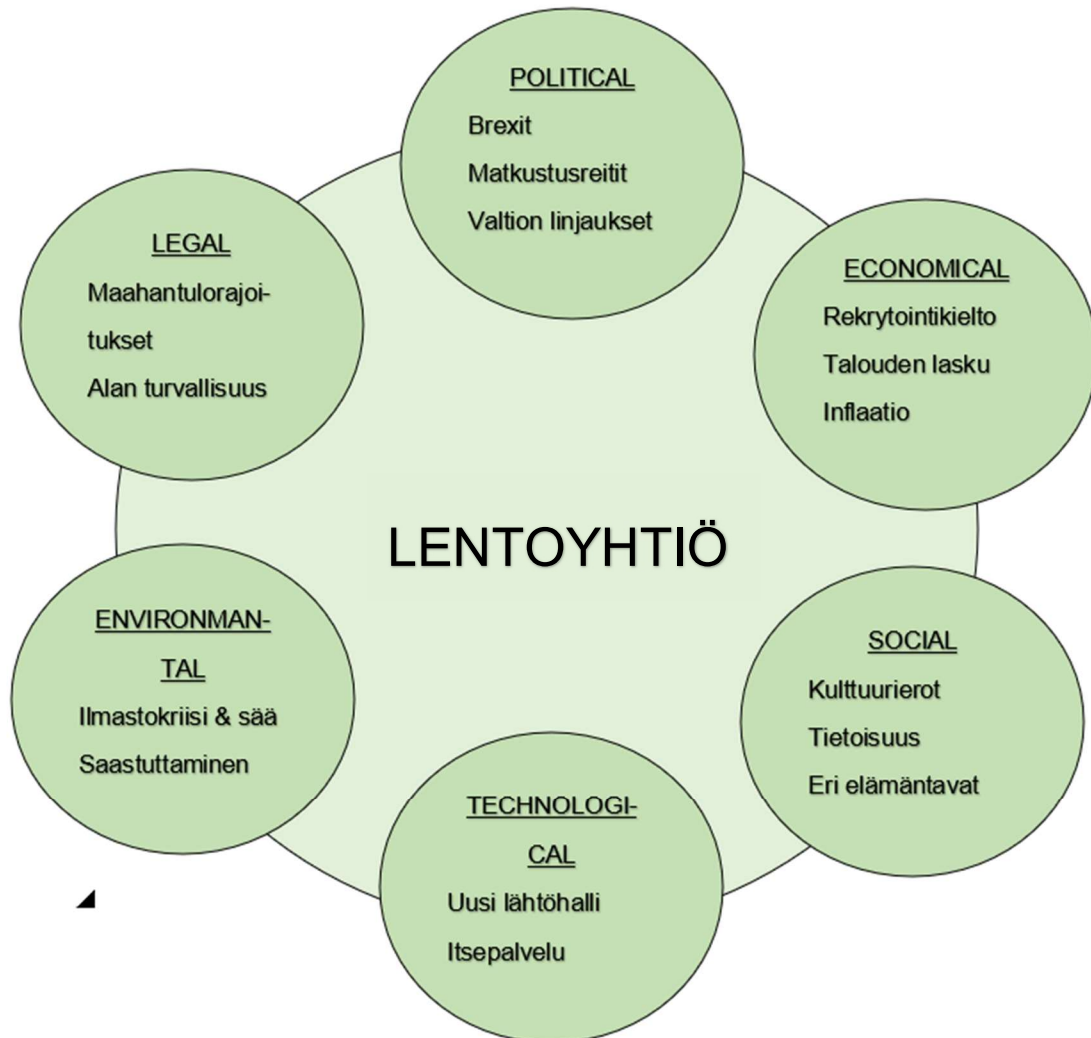 POLITICAL
Brexit
Matkustusreitit
Valtion linjaukset
ECONOMICAL
Rekrytointikielto
Talouden lasku
Inflaatio
SOCIAL
Kulttuurierot
Tietoisuus
Eri elämäntavat
TECHNOLOGI-
CAL
Uusi lähtöhalli
Itsepalvelu
ENVIRONMAN-
TAL
Ilmastokriisi & sää
Saastuttaminen
LEGAL
Maahantulorajoi-
tukset
Alan turvallisuus
LENTOYHTIÖ